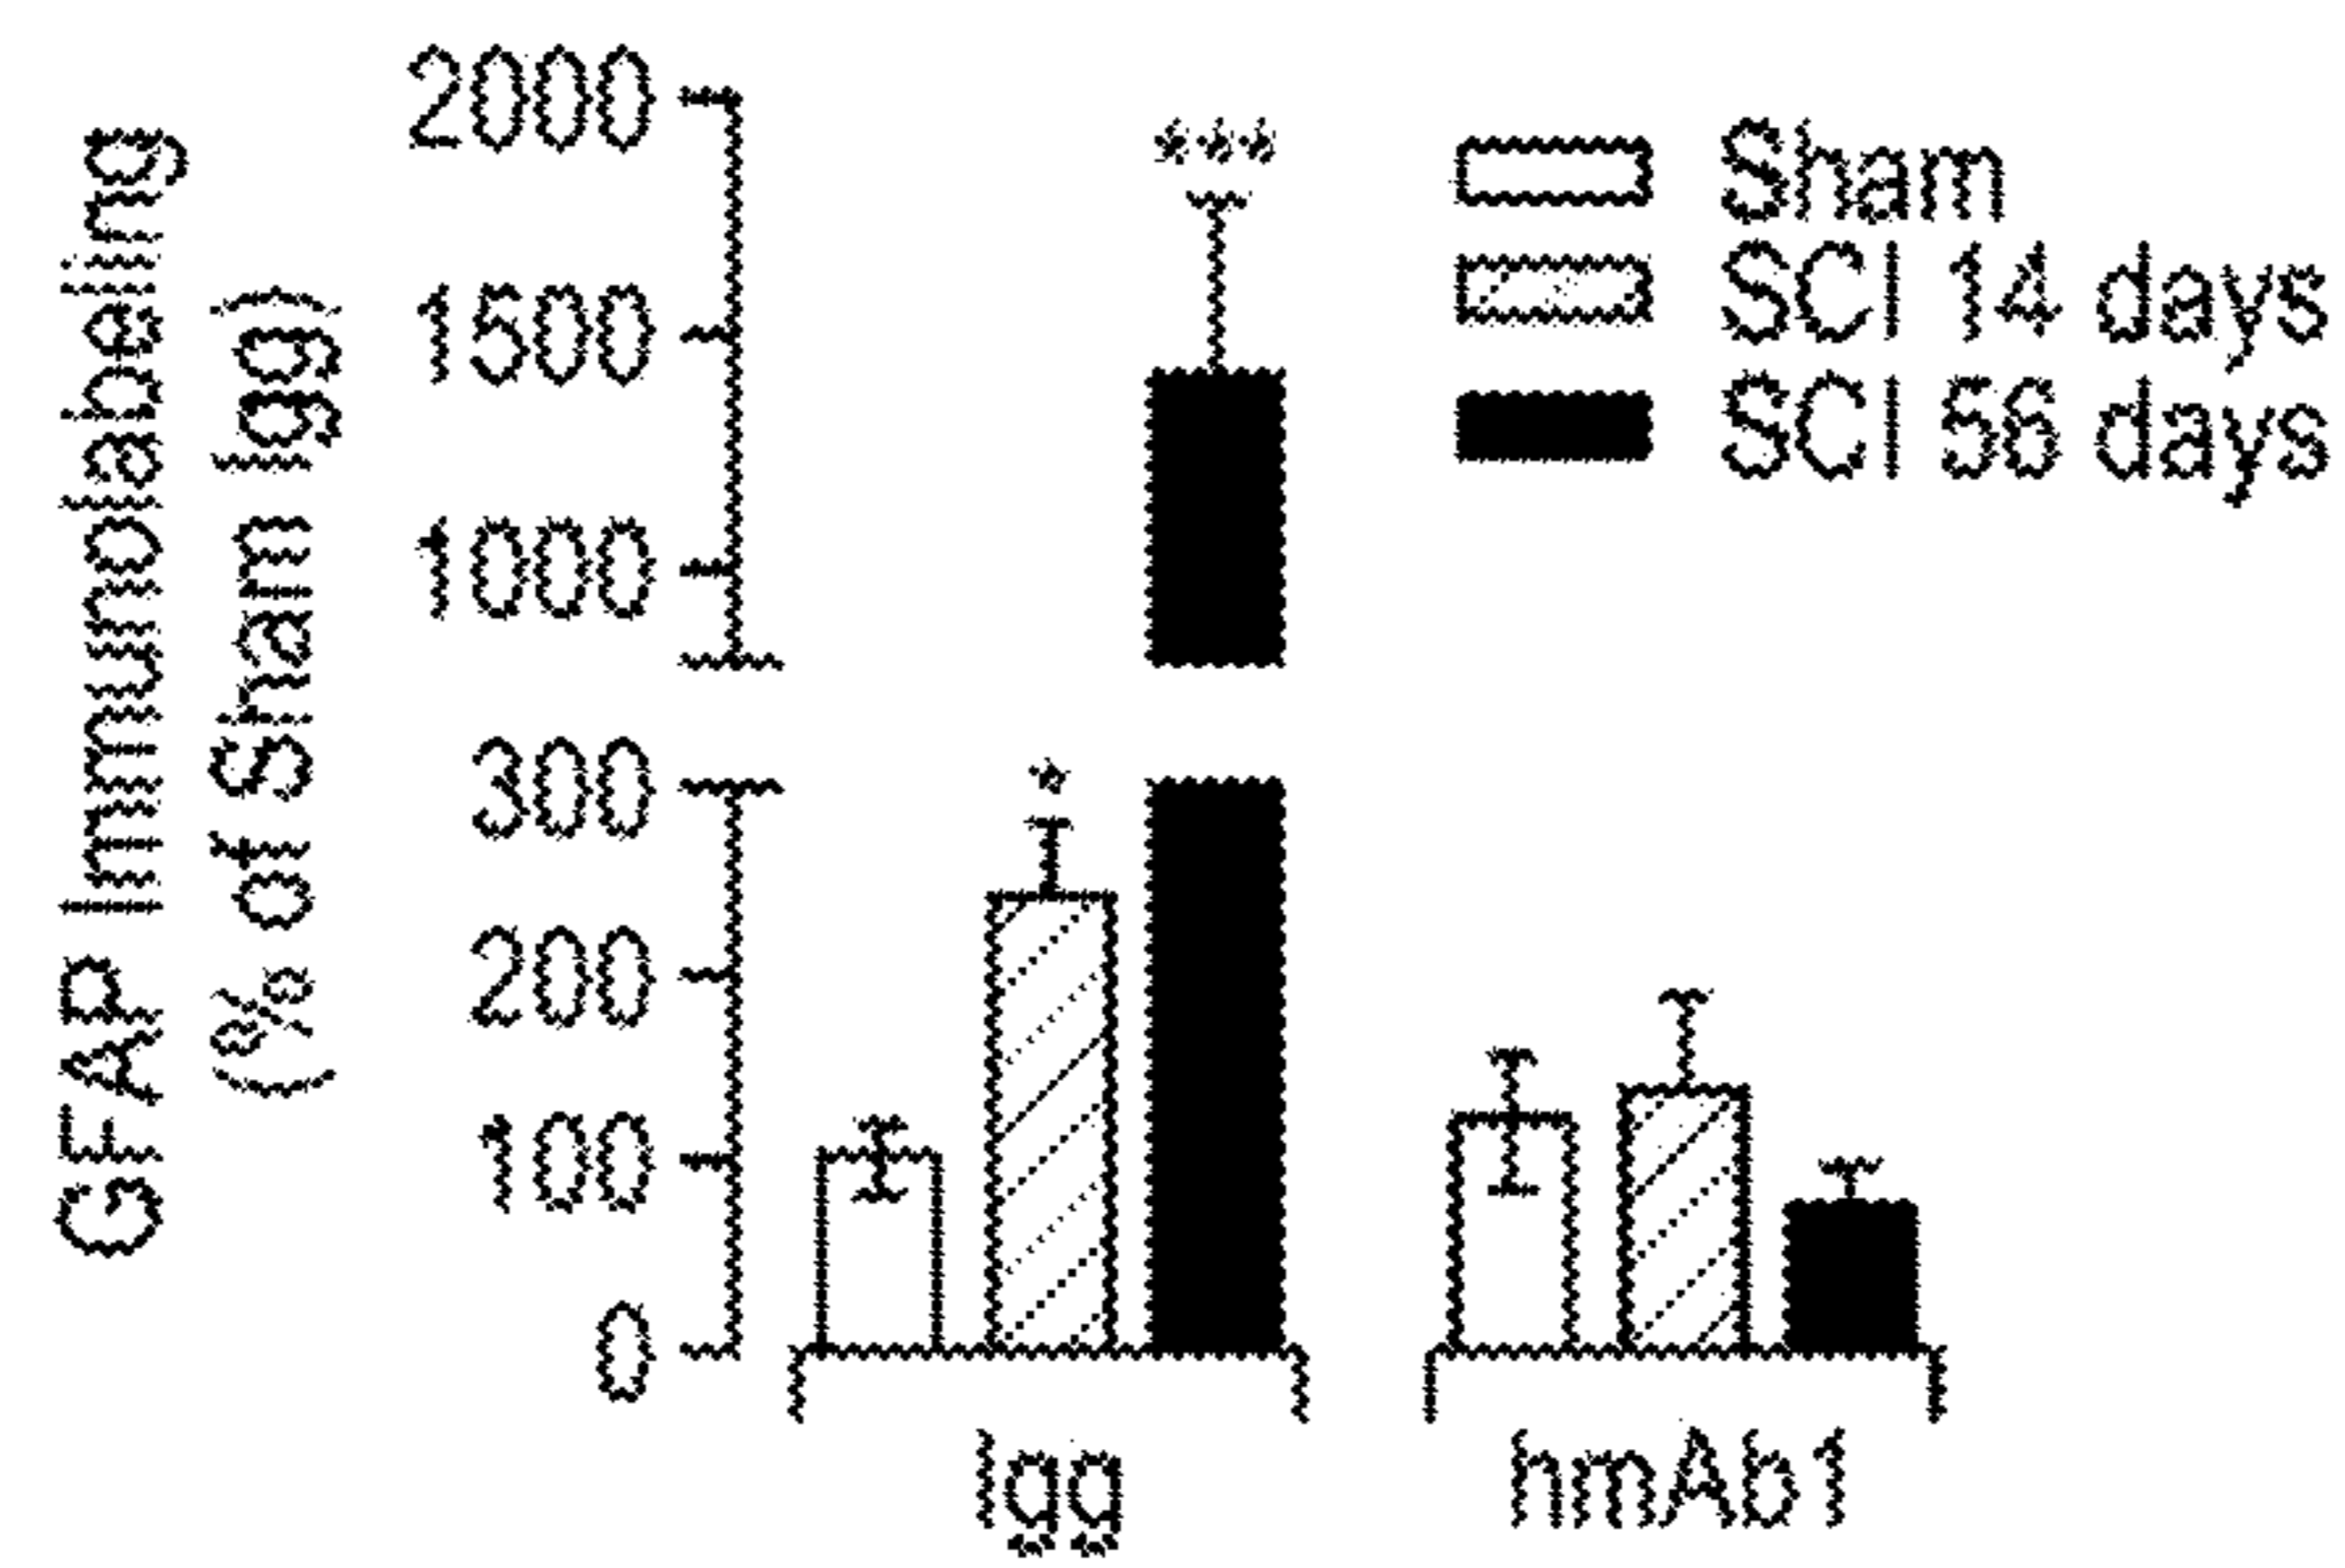 GFAP Immunolabeling
(% of Sham Igg)
2000
1500
1000
300
200
100
0
***
*
Sham
SCI 14 days
SCI 56 days
Igg
hmAb1